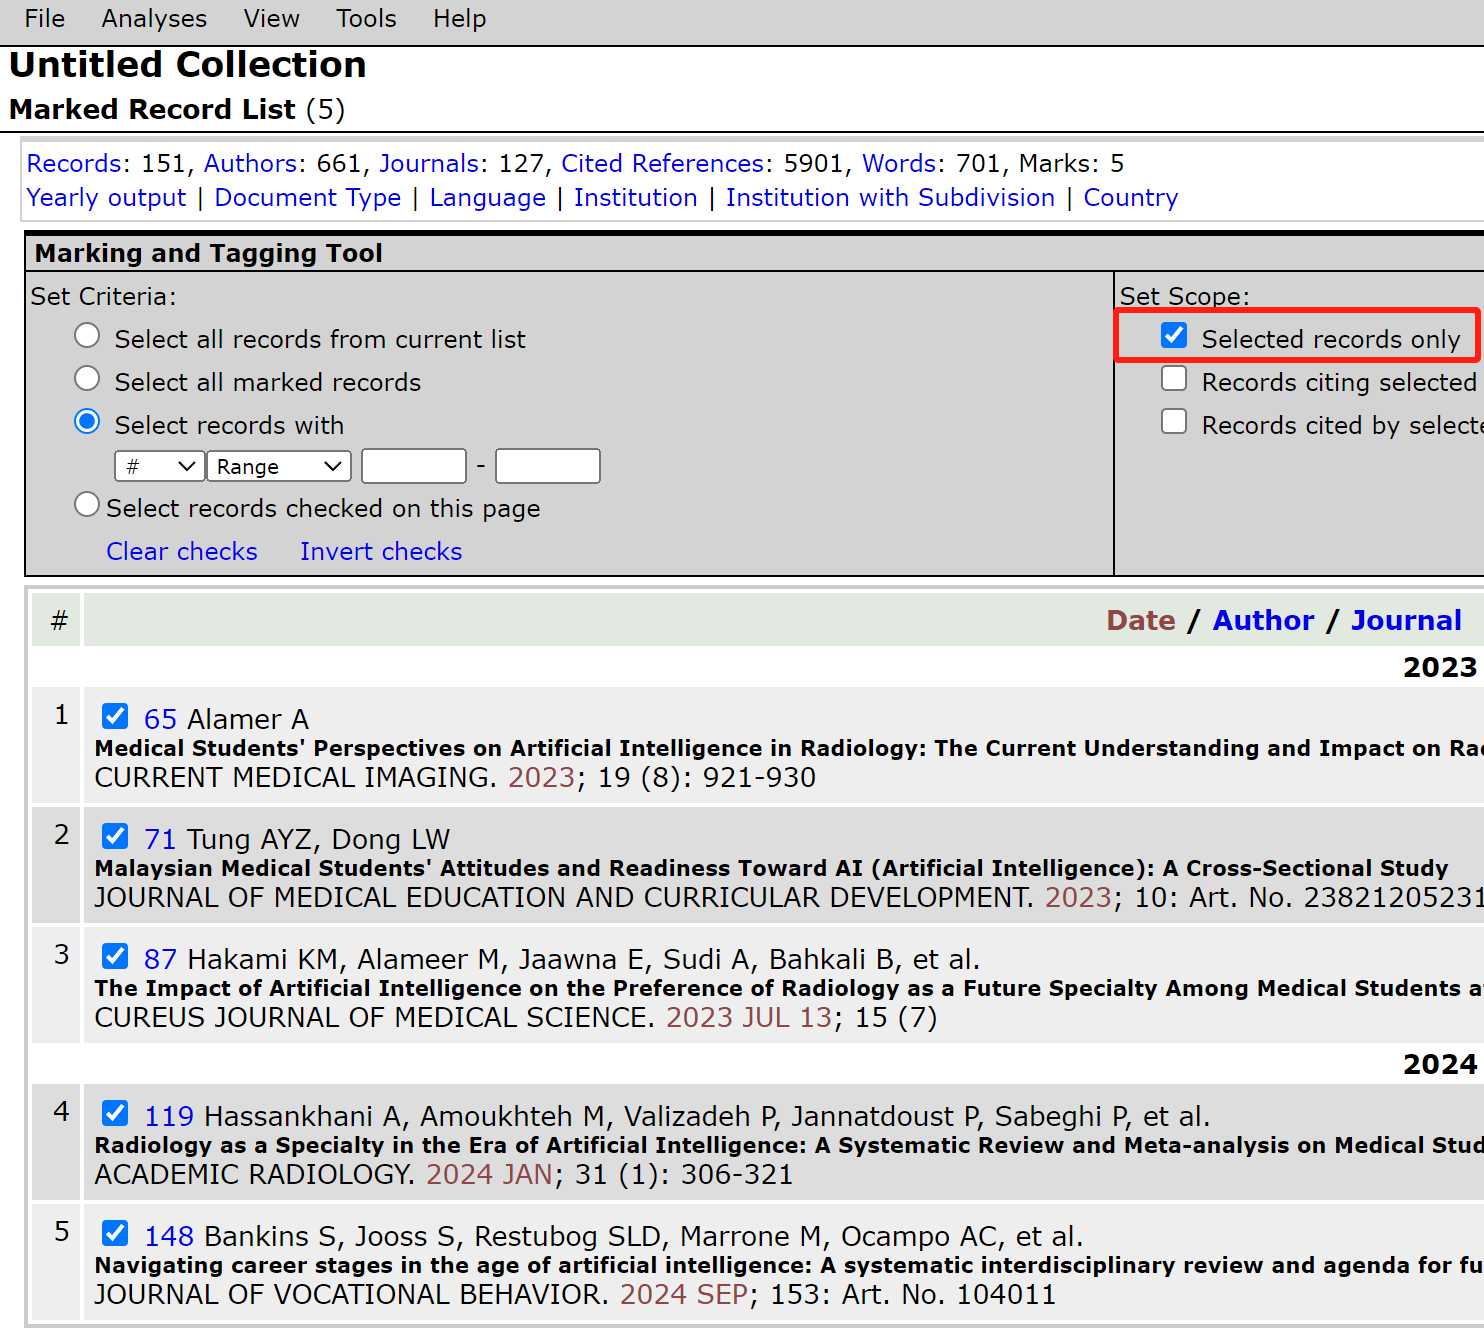 File Analyses View Tools Help
Untitled Collection
Marked Record List (5)
Records: 151, Authors: 661, Journals: 127, Cited References: 5901, Words: 701, Marks: 5
Yearly output | Document Type | Language | Institution | Institution with Subdivision | Country
Marking and Tagging Tool
Set Criteria:
Select all records from current list
Select all marked records
Select records with
# Range -
Select records checked on this page
Clear checks Invert checks
Set Scope:
Selected records only
Records citing selected
Records cited by selecte
# Date / Author / Journal
2023
1 65 Alamer A
Medical Students' Perspectives on Artificial Intelligence in Radiology: The Current Understanding and Impact on Ra
CURRENT MEDICAL IMAGING. 2023; 19 (8): 921-930
2 71 Tung AYZ, Dong LW
Malaysian Medical Students' Attitudes and Readiness Toward AI (Artificial Intelligence): A Cross-Sectional Study
JOURNAL OF MEDICAL EDUCATION AND CURRICULAR DEVELOPMENT. 2023; 10: Art. No. 23821205231
3 87 Hakami KM, Alameer M, Jaawna E, Sudi A, Bahkali B, et al.
The Impact of Artificial Intelligence on the Preference of Radiology as a Future Specialty Among Medical Students a
CUREUS JOURNAL OF MEDICAL SCIENCE. 2023 JUL 13; 15 (7)
2024
4 119 Hassankhani A, Amoukhteh M, Valizadeh P, Jannatdoust P, Sabeghi P, et al.
Radiology as a Specialty in the Era of Artificial Intelligence: A Systematic Review and Meta-analysis on Medical Stud
ACADEMIC RADIOLOGY. 2024 JAN; 31 (1): 306-321
5 148 Bankins S, Jooss S, Restubog SLD, Marrone M, Ocampo AC, et al.
Navigating career stages in the age of artificial intelligence: A systematic interdisciplinary review and agenda for fu
JOURNAL OF VOCATIONAL BEHAVIOR. 2024 SEP; 153: Art. No. 104011